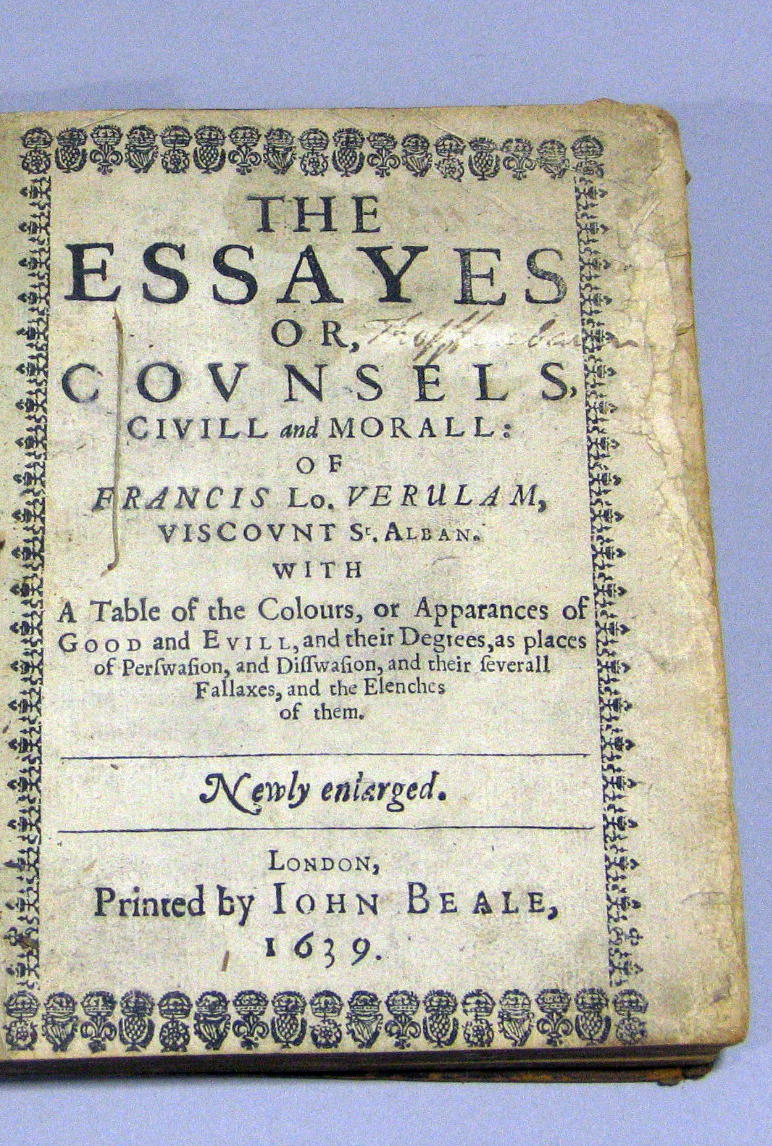 THE
ESSAYES
OR,
COVNSELS,
CIVILL and MORALL:
OF
FRANCIS Lo. VERULAM,
VISCOVNT St. ALBAN.
WITH
A Table of the Colours, or Apparances of
GOOD and EVILL, and their Degrees, as places
of Perſwaſion, and Diſſwaſion, and their ſeverall
Fallaxes, and the Elenches
of them.
Newly enlarged.
LONDON,
Printed by IOHN BEALE,
1639.